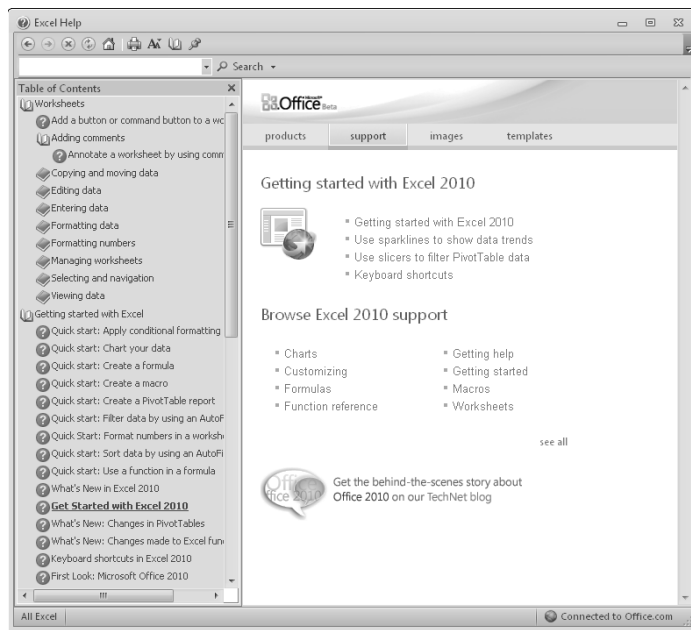 Excel Help
Search
Table of Contents
Worksheets
Add a button or command button to a wo
Adding comments
Annotate a worksheet by using comm
Copying and moving data
Editing data
Entering data
Formatting data
Formatting numbers
Managing worksheets
Selecting and navigation
Viewing data
Getting started with Excel
Quick start: Apply conditional formatting
Quick start: Chart your data
Quick start: Create a formula
Quick start: Create a macro
Quick start: Create a PivotTable report
Quick start: Filter data by using an AutoF
Quick Start: Format numbers in a workshe
Quick start: Sort data by using an AutoFi
Quick start: Use a function in a formula
What's New in Excel 2010
Get Started with Excel 2010
What's New: Changes in PivotTables
What's New: Changes made to Excel fun
Keyboard shortcuts in Excel 2010
First Look: Microsoft Office 2010
Office Beta
products support images templates
Getting started with Excel 2010
Getting started with Excel 2010
Use sparklines to show data trends
Use slicers to filter PivotTable data
Keyboard shortcuts
Browse Excel 2010 support
Charts Getting help
Customizing Getting started
Formulas Macros
Function reference Worksheets
see all
Get the behind-the-scenes story about
Office 2010 on our TechNet blog
All Excel Connected to Office.com